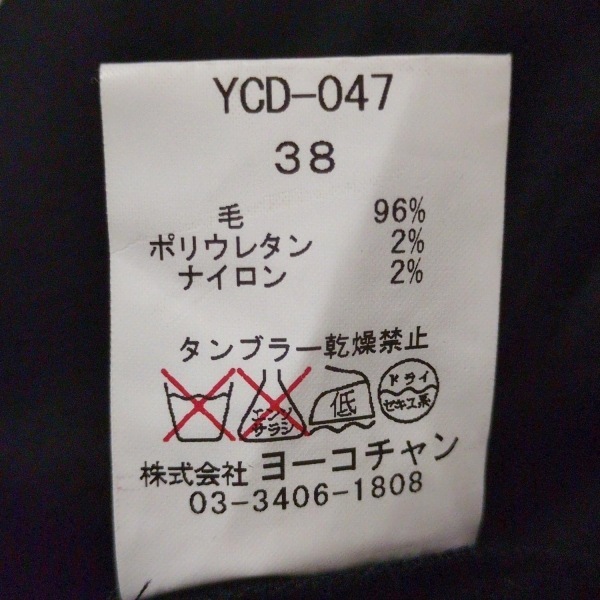 YCD-047
38
毛 96%
ポリウレタン 2%
ナイロン 2%
タンブラー乾燥禁止
エンソ サラシ 低 ドライ セキユ系
株式会社 ヨーコチャン
03-3406-1808